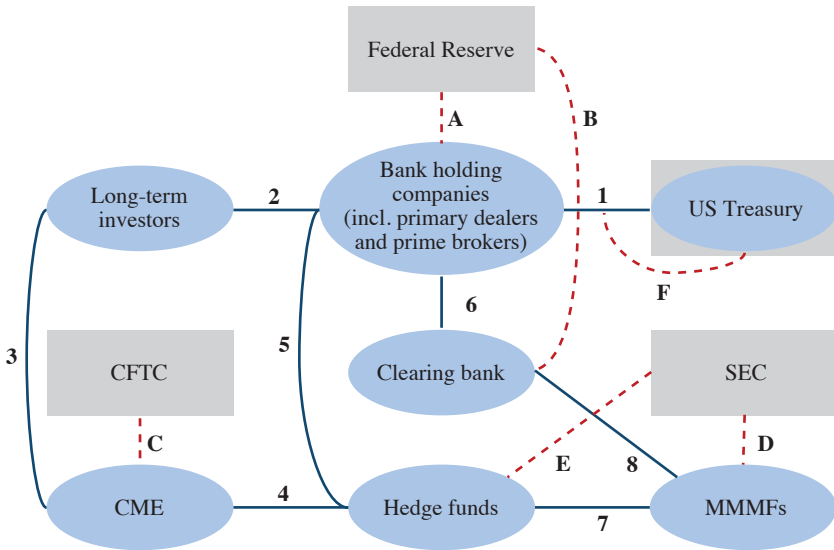 Federal Reserve
A
B
Long-term
investors
2
Bank holding
companies
(incl. primary dealers
and prime brokers)
1
US Treasury
F
6
3
5
CFTC
Clearing bank
SEC
C
E
8
D
CME
4
Hedge funds
7
MMMFs